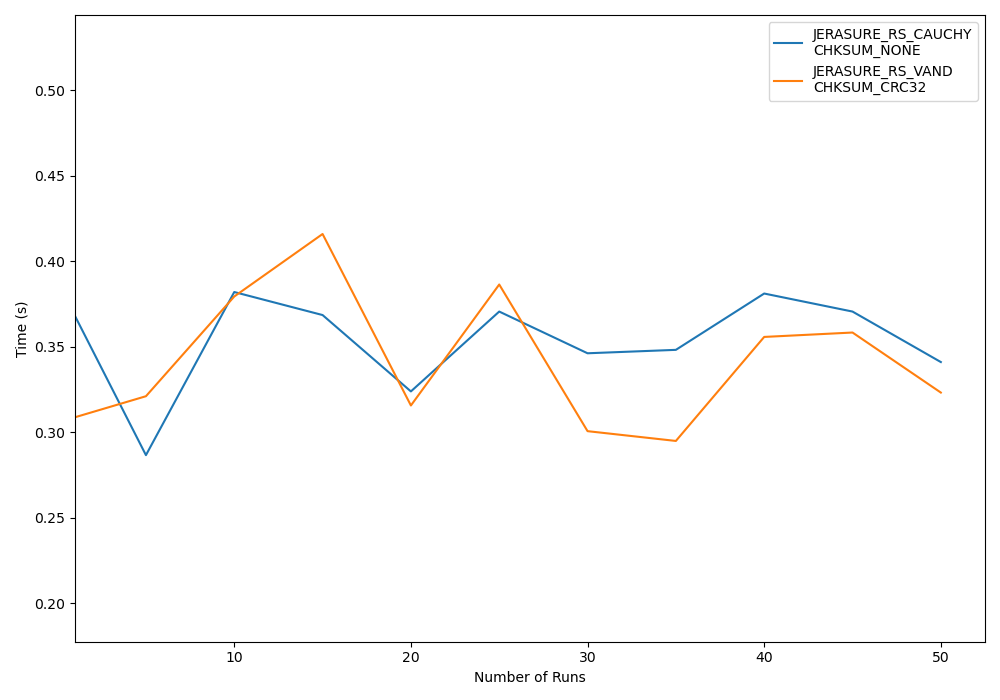 JERASURE_RS_CAUCHY
CHKSUM_NONE
JERASURE_RS_VAND
CHKSUM_CRC32
0.50
0.45
0.40
0.35
0.30
0.25
0.20
Time (s)
10 20 30 40 50
Number of Runs